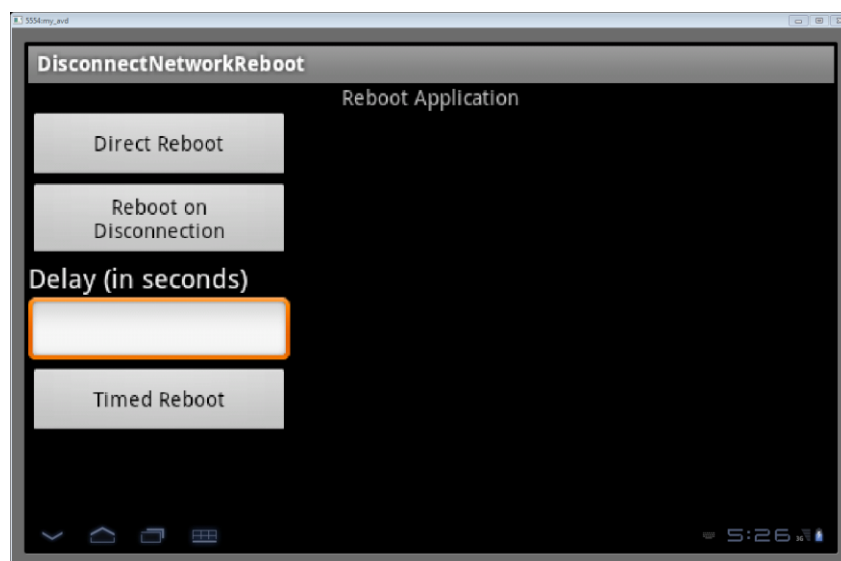 5554:my_avd
DisconnectNetworkReboot
Reboot Application
Direct Reboot
Reboot on
Disconnection
Delay (in seconds)
Timed Reboot
5:26